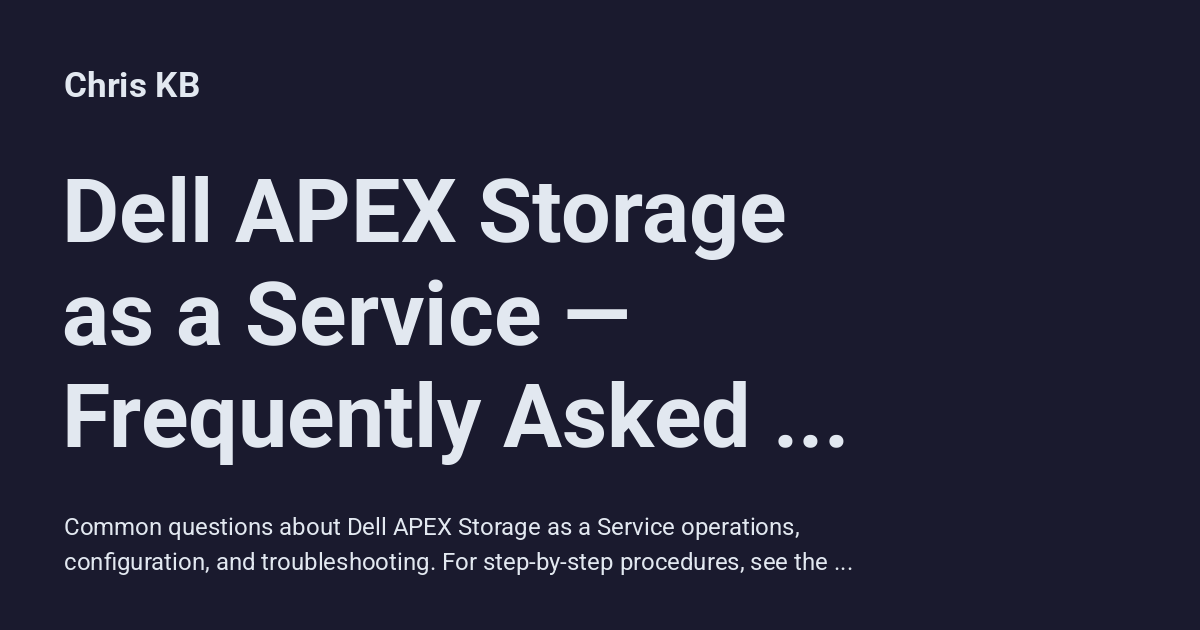 Chris KB
Dell APEX Storage
as a Service —
Frequently Asked ...
Common questions about Dell APEX Storage as a Service operations,
configuration, and troubleshooting. For step-by-step procedures, see the ...